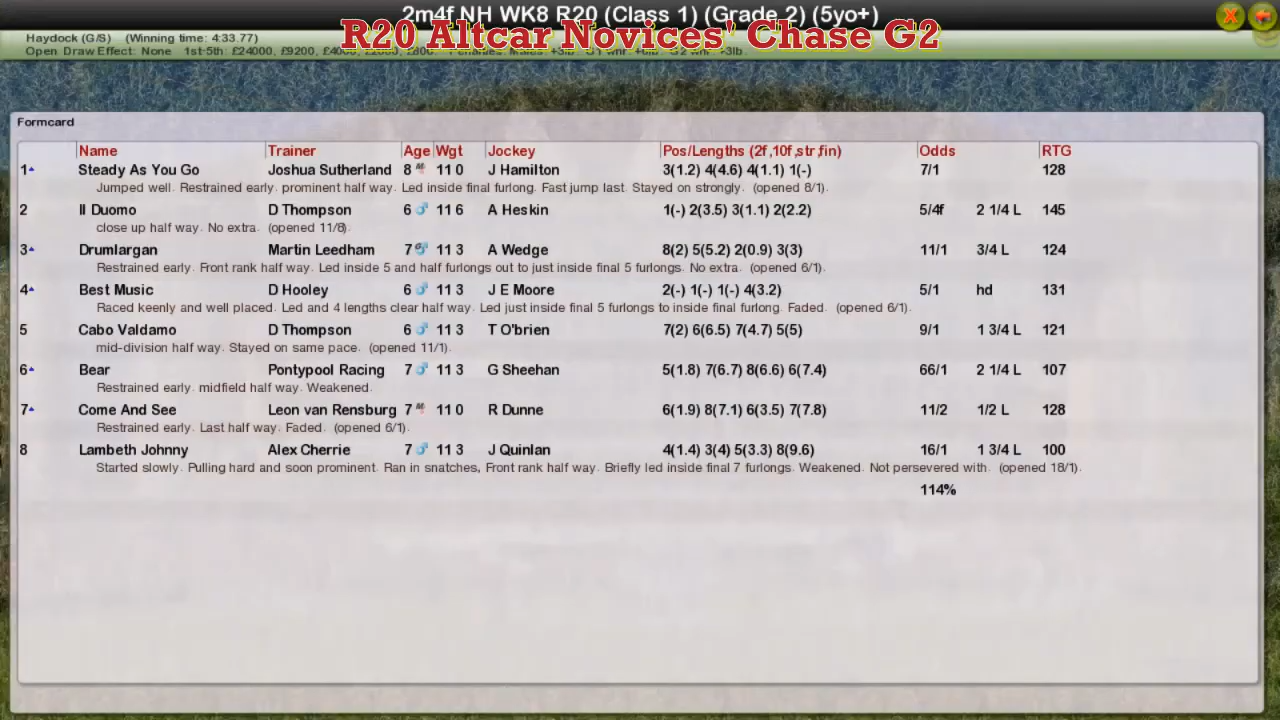 2m4f NH WK8 R20 (Class 1) (Grade 2) (5yo+)
R20 Altcar Novices' Chase G2
Haydock (G/S) (Winning time: 4:33.77)
Open Draw Effect: None 1st-5th: £24000, £9200,
Formcard
Name Trainer Age Wgt Jockey Pos/Lengths (2f,10f,str,fin) Odds RTG
1 Steady As You Go Joshua Sutherland 8 11 0 J Hamilton 3(1.2) 4(4.6) 4(1.1) 1(-) 7/1 128
Jumped well. Restrained early. prominent half way. Led inside final furlong. Fast jump last. Stayed on strongly. (opened 8/1).
2 Il Duomo D Thompson 6 11 6 A Heskin 1(-) 2(3.5) 3(1.1) 2(2.2) 5/4f 2 1/4 L 145
close up half way. No extra. (opened 11/8).
3 Drumlargan Martin Leedham 7 11 3 A Wedge 8(2) 5(5.2) 2(0.9) 3(3) 11/1 3/4 L 124
Restrained early. Front rank half way. Led inside 5 and half furlongs out to just inside final 5 furlongs. No extra. (opened 6/1).
4 Best Music D Hooley 6 11 3 J E Moore 2(-) 1(-) 1(-) 4(3.2) 5/1 hd 131
Raced keenly and well placed. Led and 4 lengths clear half way. Led just inside final 5 furlongs to inside final furlong. Faded. (opened 6/1).
5 Cabo Valdamo D Thompson 6 11 3 T O'brien 7(2) 6(6.5) 7(4.7) 5(5) 9/1 1 3/4 L 121
mid-division half way. Stayed on same pace. (opened 11/1).
6 Bear Pontypool Racing 7 11 3 G Sheehan 5(1.8) 7(6.7) 8(6.6) 6(7.4) 66/1 2 1/4 L 107
Restrained early. midfield half way. Weakened.
7 Come And See Leon van Rensburg 7 11 0 R Dunne 6(1.9) 8(7.1) 6(3.5) 7(7.8) 11/2 1/2 L 128
Restrained early. Last half way. Faded. (opened 6/1).
8 Lambeth Johnny Alex Cherrie 7 11 3 J Quinlan 4(1.4) 3(4) 5(3.3) 8(9.6) 16/1 1 3/4 L 100
Started slowly. Pulling hard and soon prominent. Ran in snatches, Front rank half way. Briefly led inside final 7 furlongs. Weakened. Not persevered with. (opened 18/1).
114%